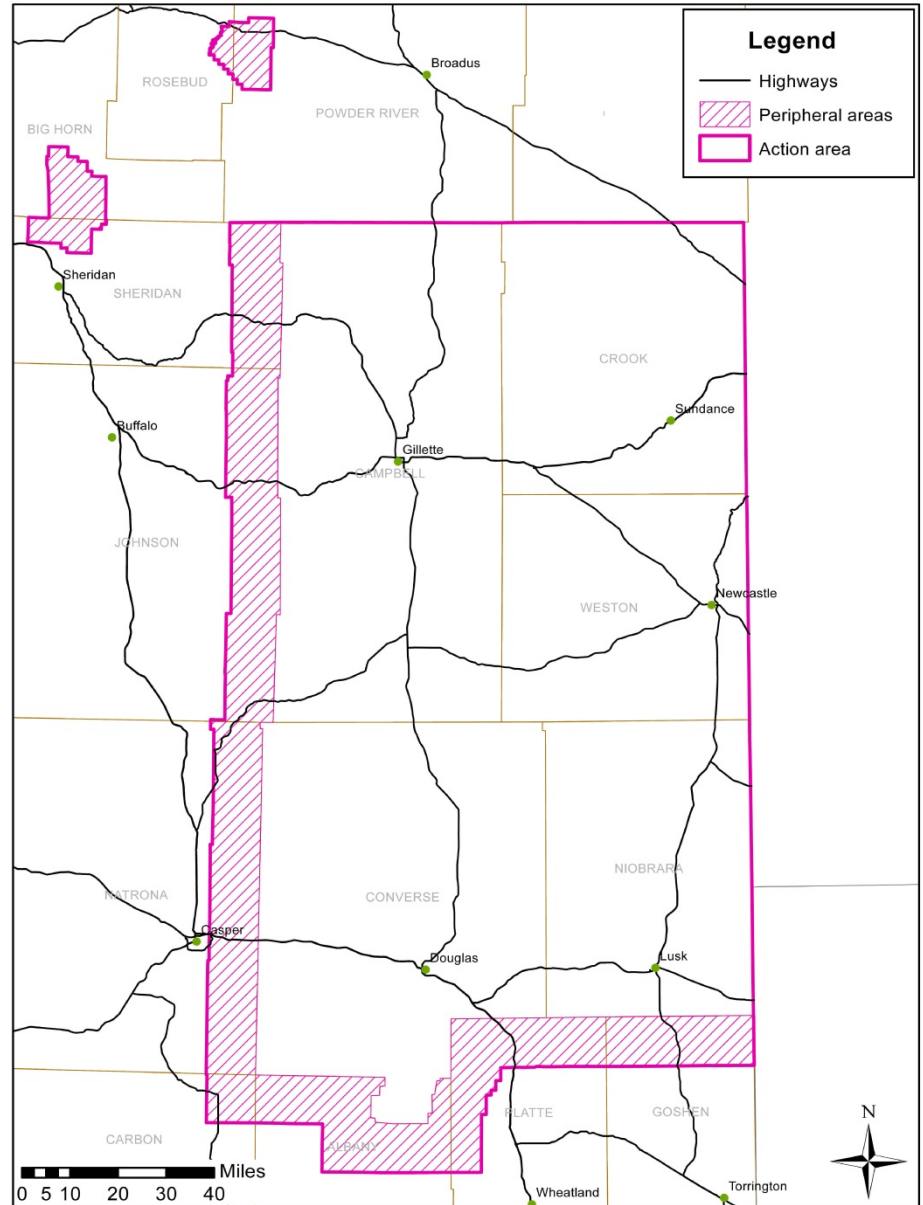 Legend
Highways
Peripheral areas
Action area
Broadus
ROSEBUD
POWDER RIVER
BIG HORN
Sheridan
SHERIDAN
CROOK
Sundance
Buffalo
Gillette
CAMPBELL
JOHNSON
Newcastle
WESTON
NIOBRARA
NATRONA
CONVERSE
Casper
Douglas
Lusk
PLATTE
GOSHEN
N
CARBON
ALBANY
Miles
0 5 10 20 30 40
Wheatland
Torrington